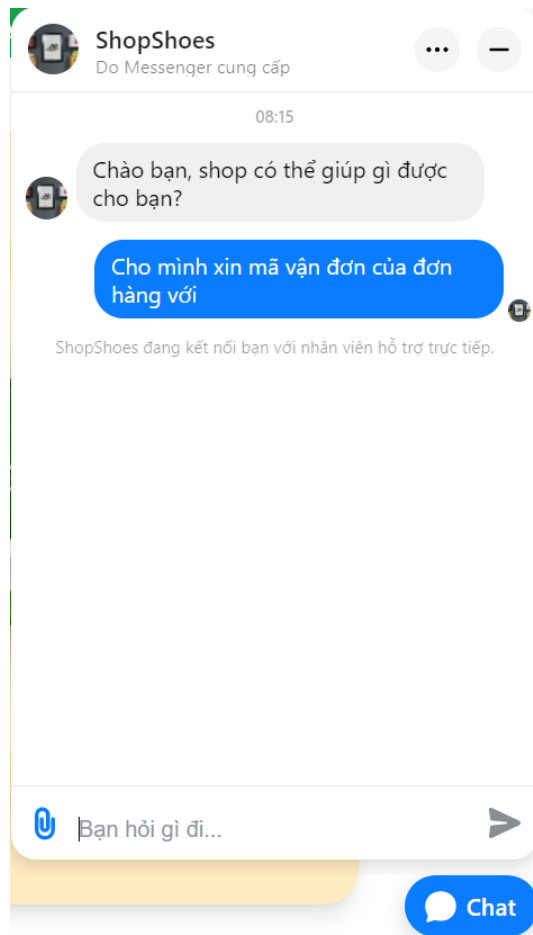 ShopShoes
Do Messenger cung cấp
08:15
Chào bạn, shop có thể giúp gì được
cho bạn?
Cho mình xin mã vận đơn của đơn
hàng với
ShopShoes đang kết nối bạn với nhân viên hỗ trợ trực tiếp.
Bạn hỏi gì đi...
Chat